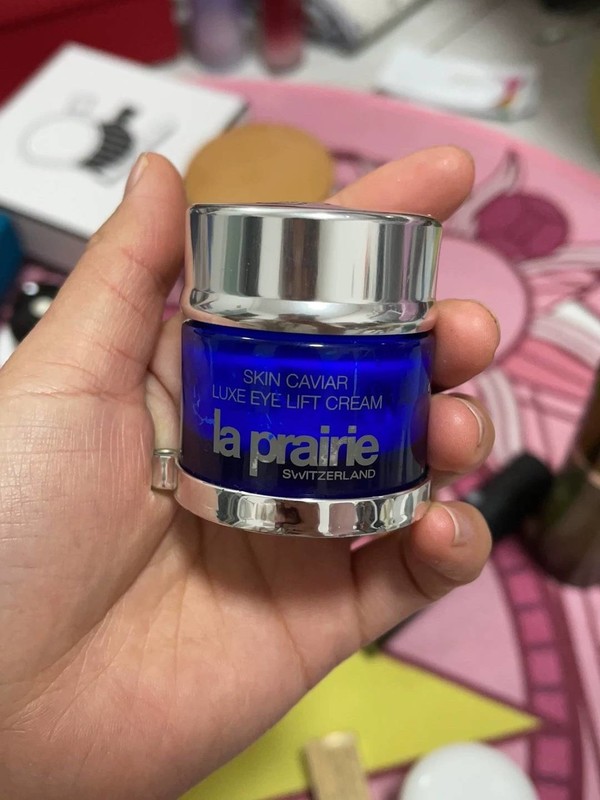 SKIN CAVIAR
LUXE EYE LIFT CREAM
la prairie
SWITZERLAND